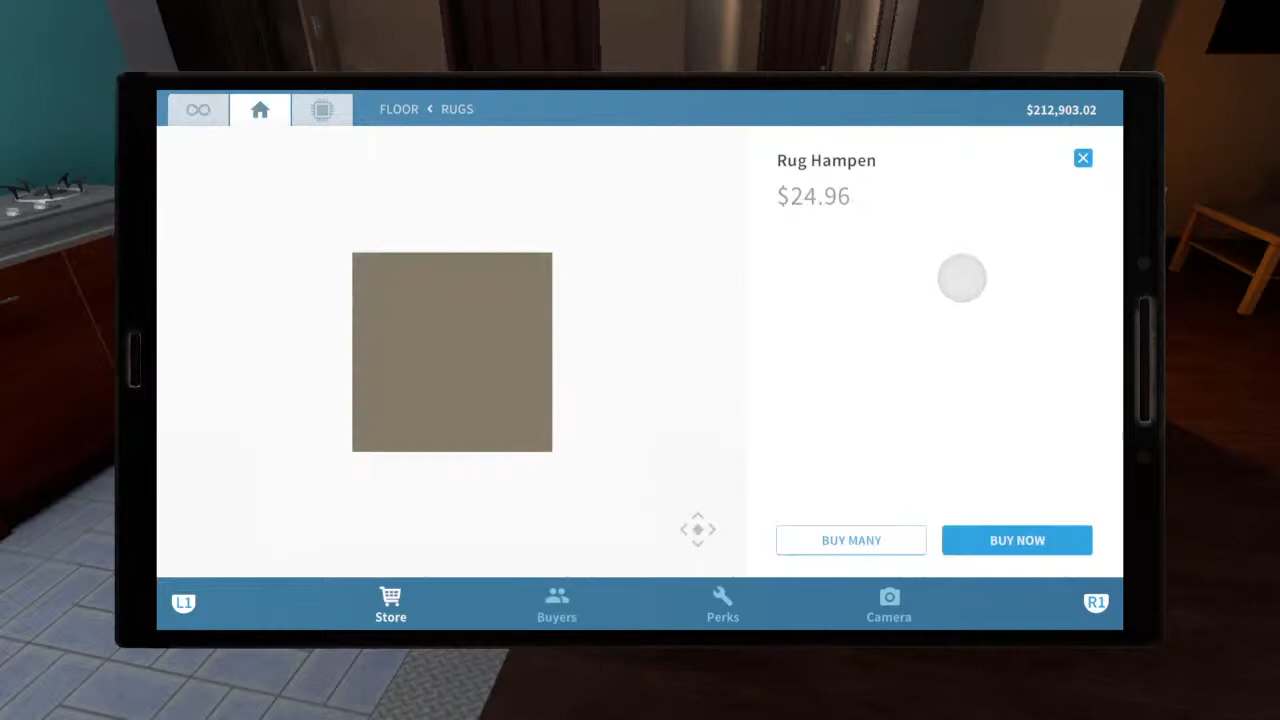 FLOOR < RUGS
$212,903.02
Rug Hampen
$24.96
BUY MANY
BUY NOW
L1
Store
Buyers
Perks
Camera
R1